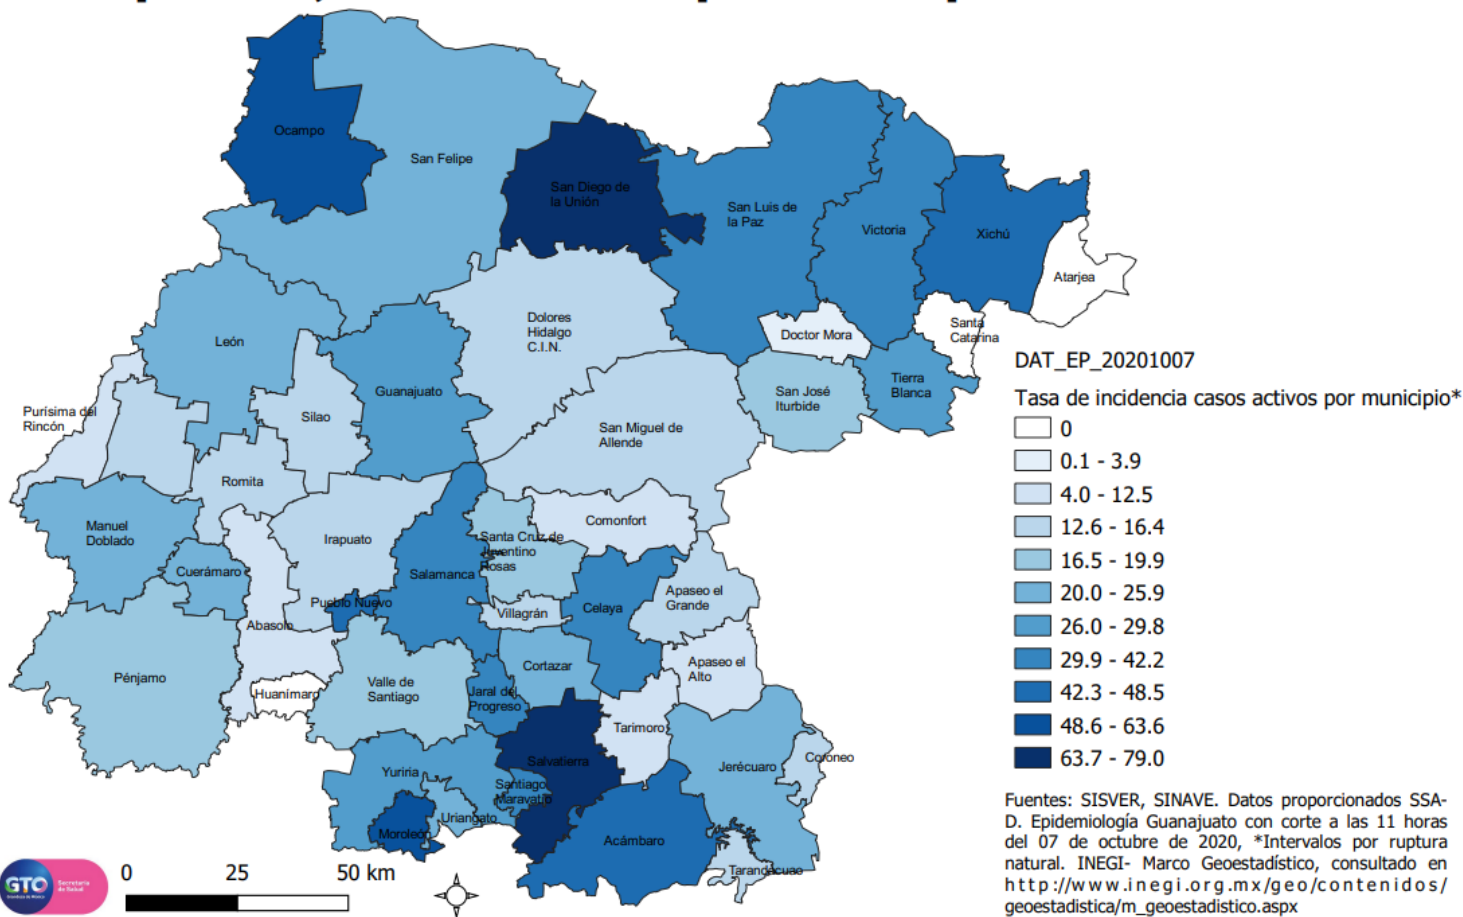 Ocampo
San Felipe
San Diego de
la Unión
San Luis de
la Paz
Victoria
Xichú
Atarjea
Santa
Catarina
Doctor Mora
Dolores
Hidalgo
C.I.N.
León
Guanajuato
Silao
San José
Iturbide
Tierra
Blanca
Purísima del
Rincón
San Miguel de
Allende
Romita
Manuel
Doblado
Irapuato
Comonfort
Santa Cruz de
Juventino
Rosas
Cuerámaro
Salamanca
Pueblo Nuevo
Villagrán
Celaya
Apaseo el
Grande
Abasolo
Pénjamo
Huanímaro
Valle de
Santiago
Cortazar
Apaseo el
Alto
Jaral del
Progreso
Tarimoro
Salvatierra
Jerécuaro
Coroneo
Yuriria
Santiago
Maravatío
Uriangato
Moroleón
Acámbaro
Tarandacuao
DAT_EP_20201007
Tasa de incidencia casos activos por municipio*
0
0.1 - 3.9
4.0 - 12.5
12.6 - 16.4
16.5 - 19.9
20.0 - 25.9
26.0 - 29.8
29.9 - 42.2
42.3 - 48.5
48.6 - 63.6
63.7 - 79.0
Fuentes: SISVER, SINAVE. Datos proporcionados SSA-
D. Epidemiología Guanajuato con corte a las 11 horas
del 07 de octubre de 2020, *Intervalos por ruptura
natural. INEGI- Marco Geoestadístico, consultado en
http://www.inegi.org.mx/geo/contenidos/
geoestadistica/m_geoestadistico.aspx
0 25 50 km
GTO
Secretaría
de Salud